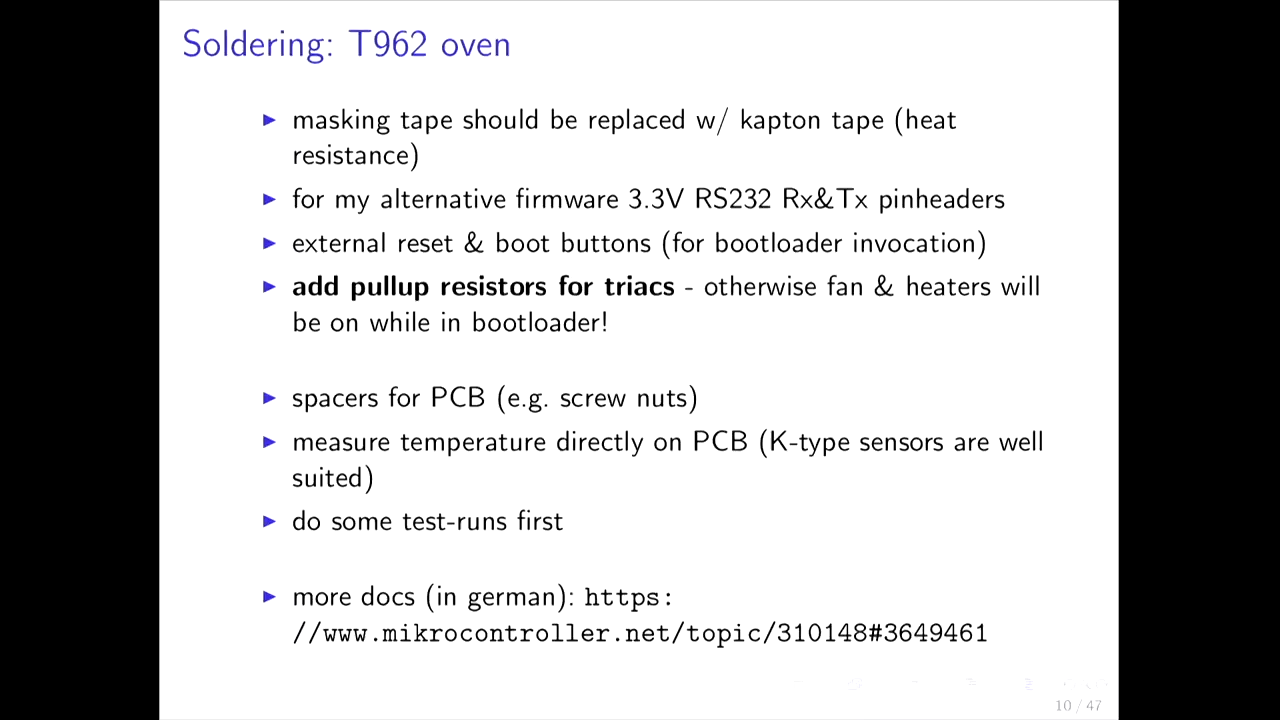 Soldering: T962 oven
▶ masking tape should be replaced w/ kapton tape (heat
resistance)
▶ for my alternative firmware 3.3V RS232 Rx&Tx pinheaders
▶ external reset & boot buttons (for bootloader invocation)
▶ add pullup resistors for triacs - otherwise fan & heaters will
be on while in bootloader!
▶ spacers for PCB (e.g. screw nuts)
▶ measure temperature directly on PCB (K-type sensors are well
suited)
▶ do some test-runs first
▶ more docs (in german): https:
//www.mikrocontroller.net/topic/310148#3649461
10 / 47